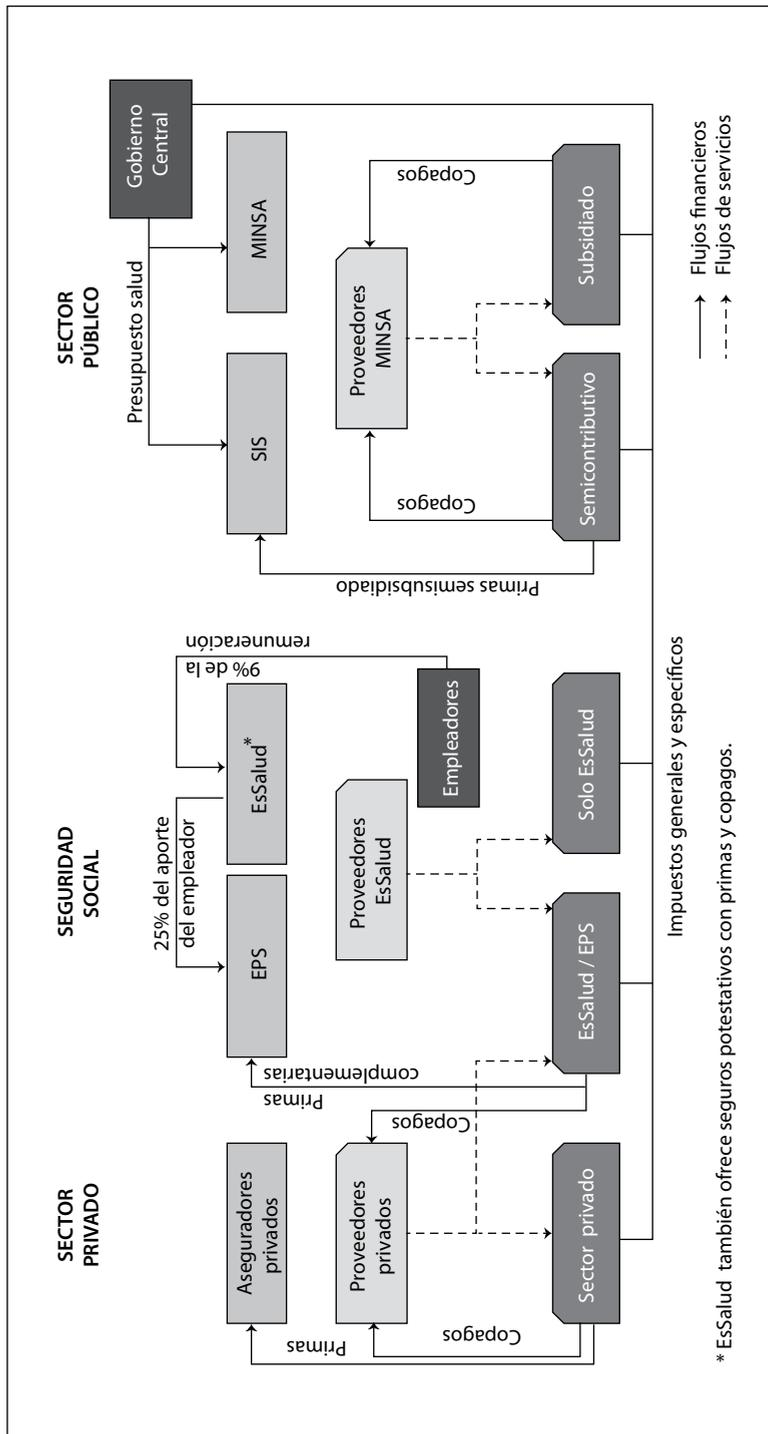 SECTOR
PRIVADO
SEGURIDAD
SOCIAL
SECTOR
PÚBLICO
Gobierno
Central
Presupuesto salud
25% del aporte
del empleador
9% de la
remuneración
Aseguradores
privados
EPS
EsSalud*
SIS
MINSA
Primas
Primas
complementarias
Primas semisubsidiado
Proveedores
privados
Proveedores
EsSalud
Empleadores
Proveedores
MINSA
Copagos
Copagos
Copagos
Copagos
Sector privado
EsSalud / EPS
Solo EsSalud
Semicontributivo
Subsidiado
Impuestos generales y específicos
Flujos financieros
Flujos de servicios
* EsSalud también ofrece seguros potestativos con primas y copagos.